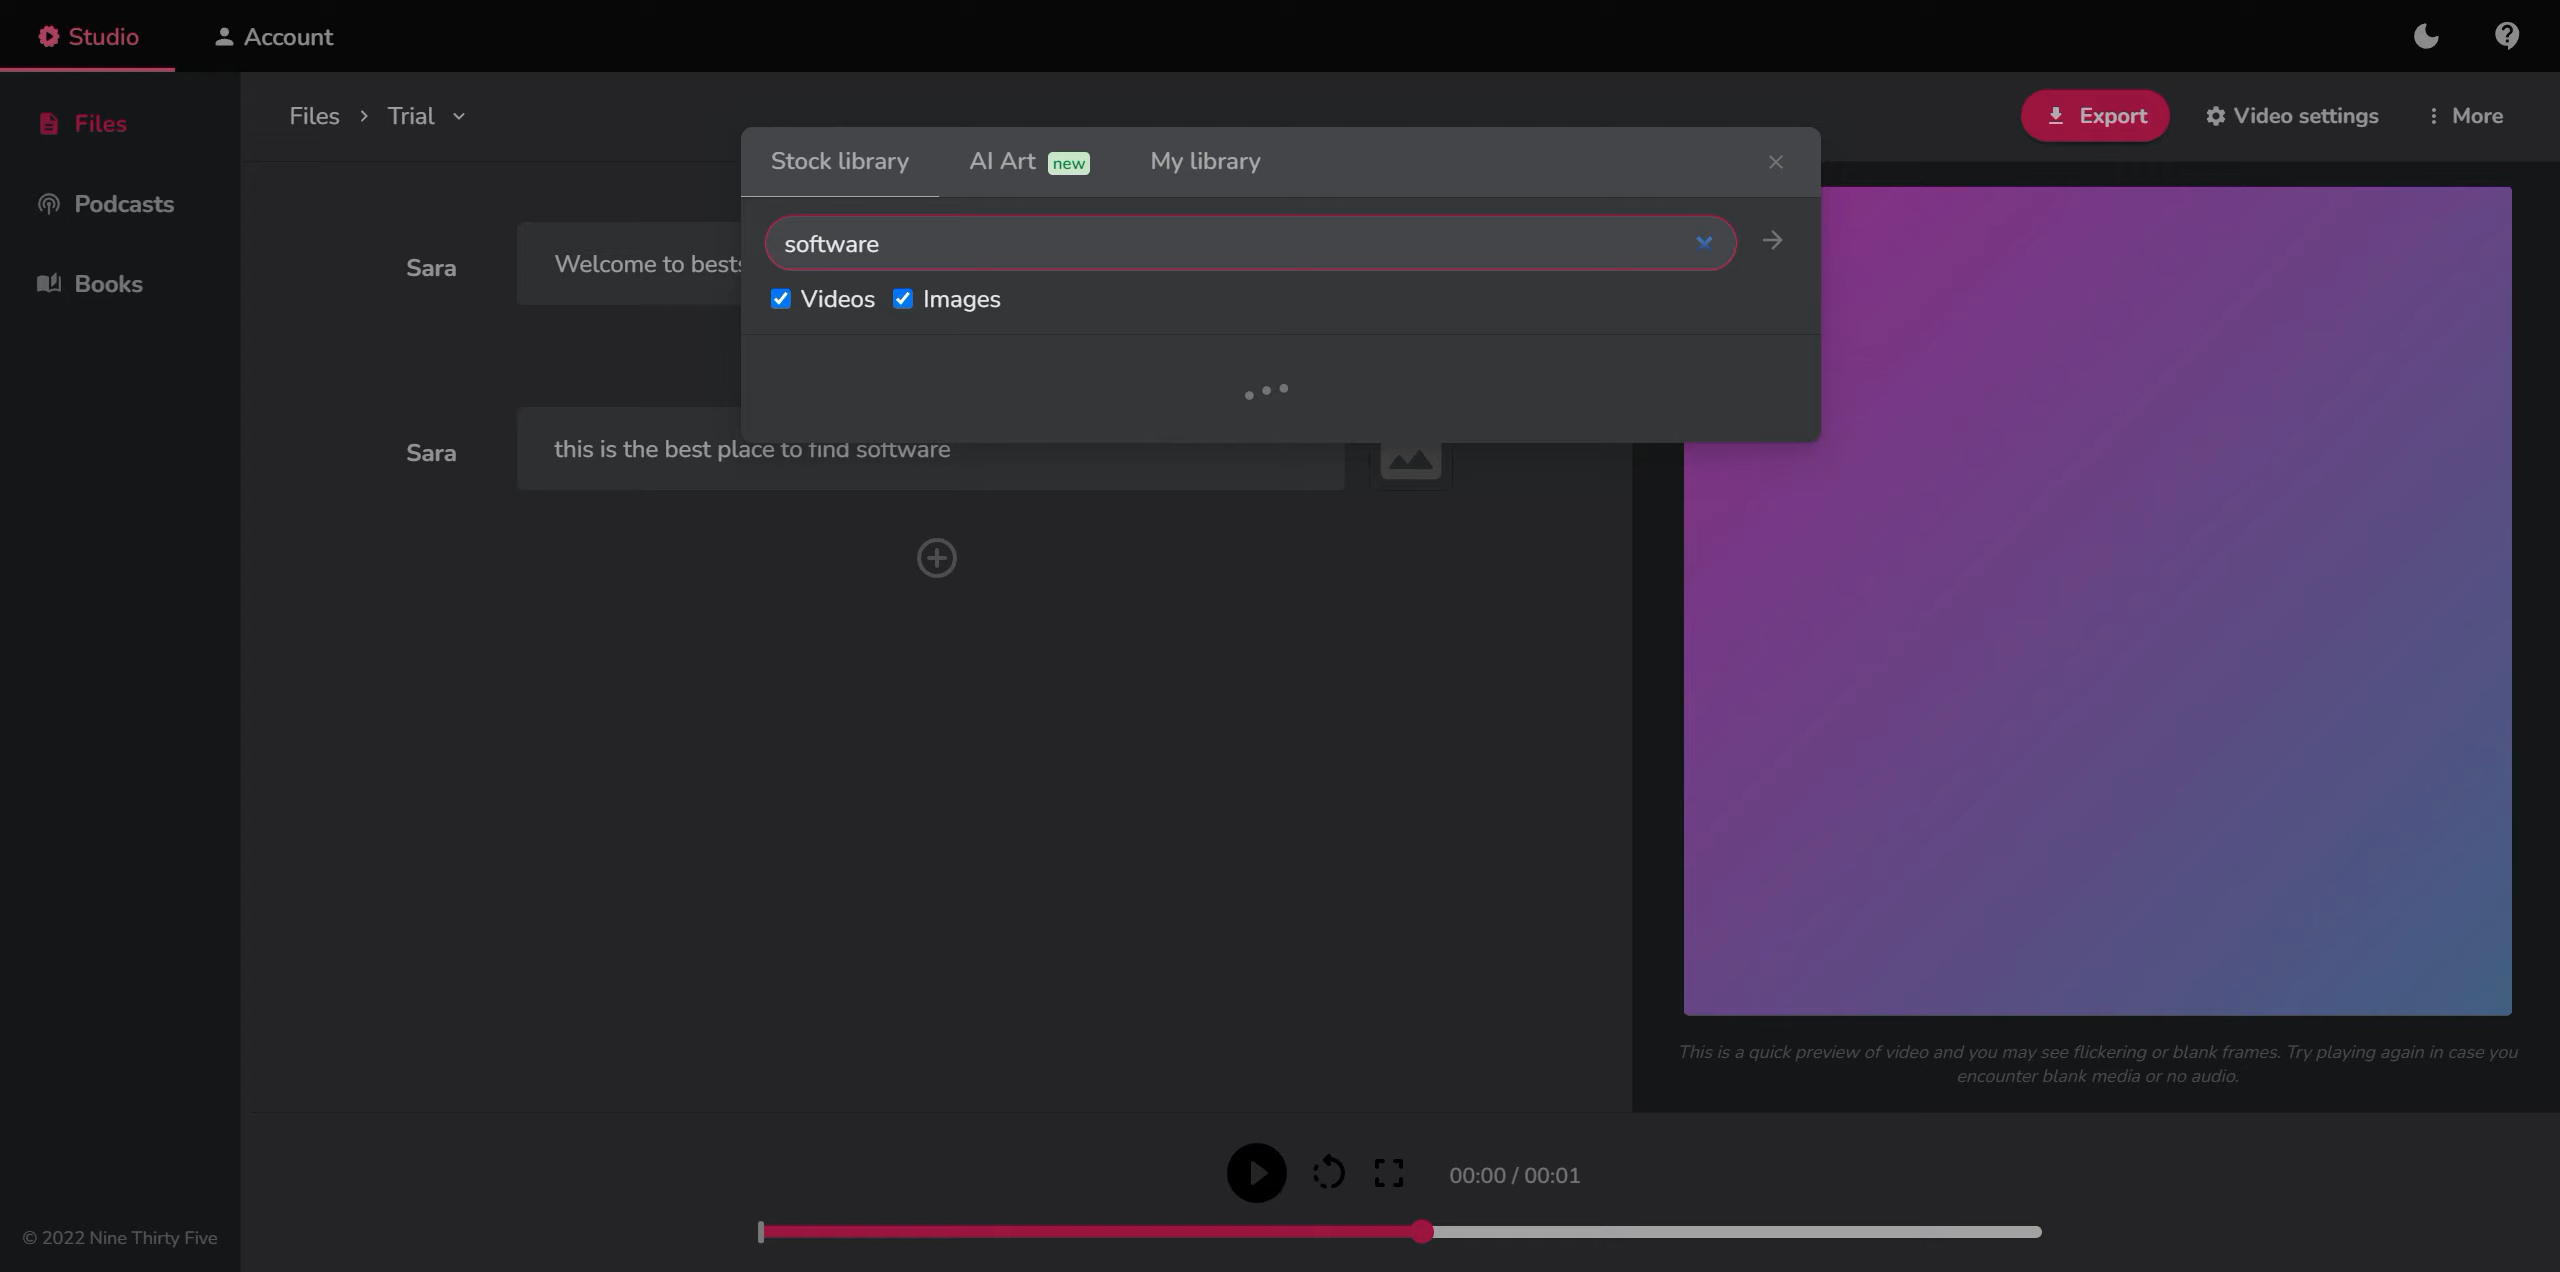 Studio
Account
Files
Podcasts
Books
Files > Trial
Export
Video settings
More
Stock library
AI Art new
My library
software
Videos
Images
Sara
Welcome to
Sara
this is the best place to find software
This is a quick preview of video and you may see flickering or blank frames. Try playing again in case you
encounter blank media or no audio.
00:00 / 00:01
© 2022 Nine Thirty Five